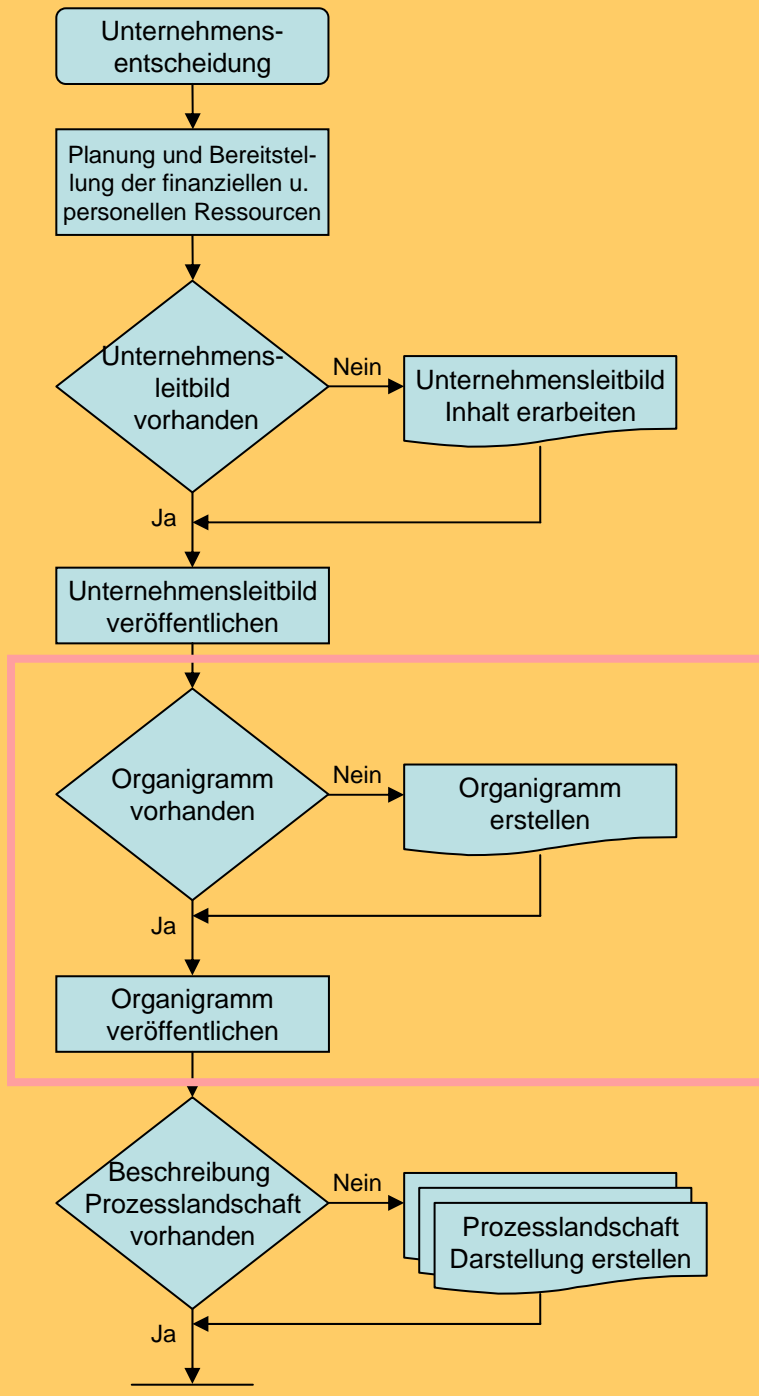 Unternehmens-
entscheidung
Planung und Bereitstel-
lung der finanziellen u.
personellen Ressourcen
Unternehmens-
leitbild
vorhanden
Nein
Unternehmensleitbild
Inhalt erarbeiten
Ja
Unternehmensleitbild
veröffentlichen
Organigramm
vorhanden
Nein
Organigramm
erstellen
Ja
Organigramm
veröffentlichen
Beschreibung
Prozesslandschaft
vorhanden
Nein
Prozesslandschaft
Darstellung erstellen
Ja